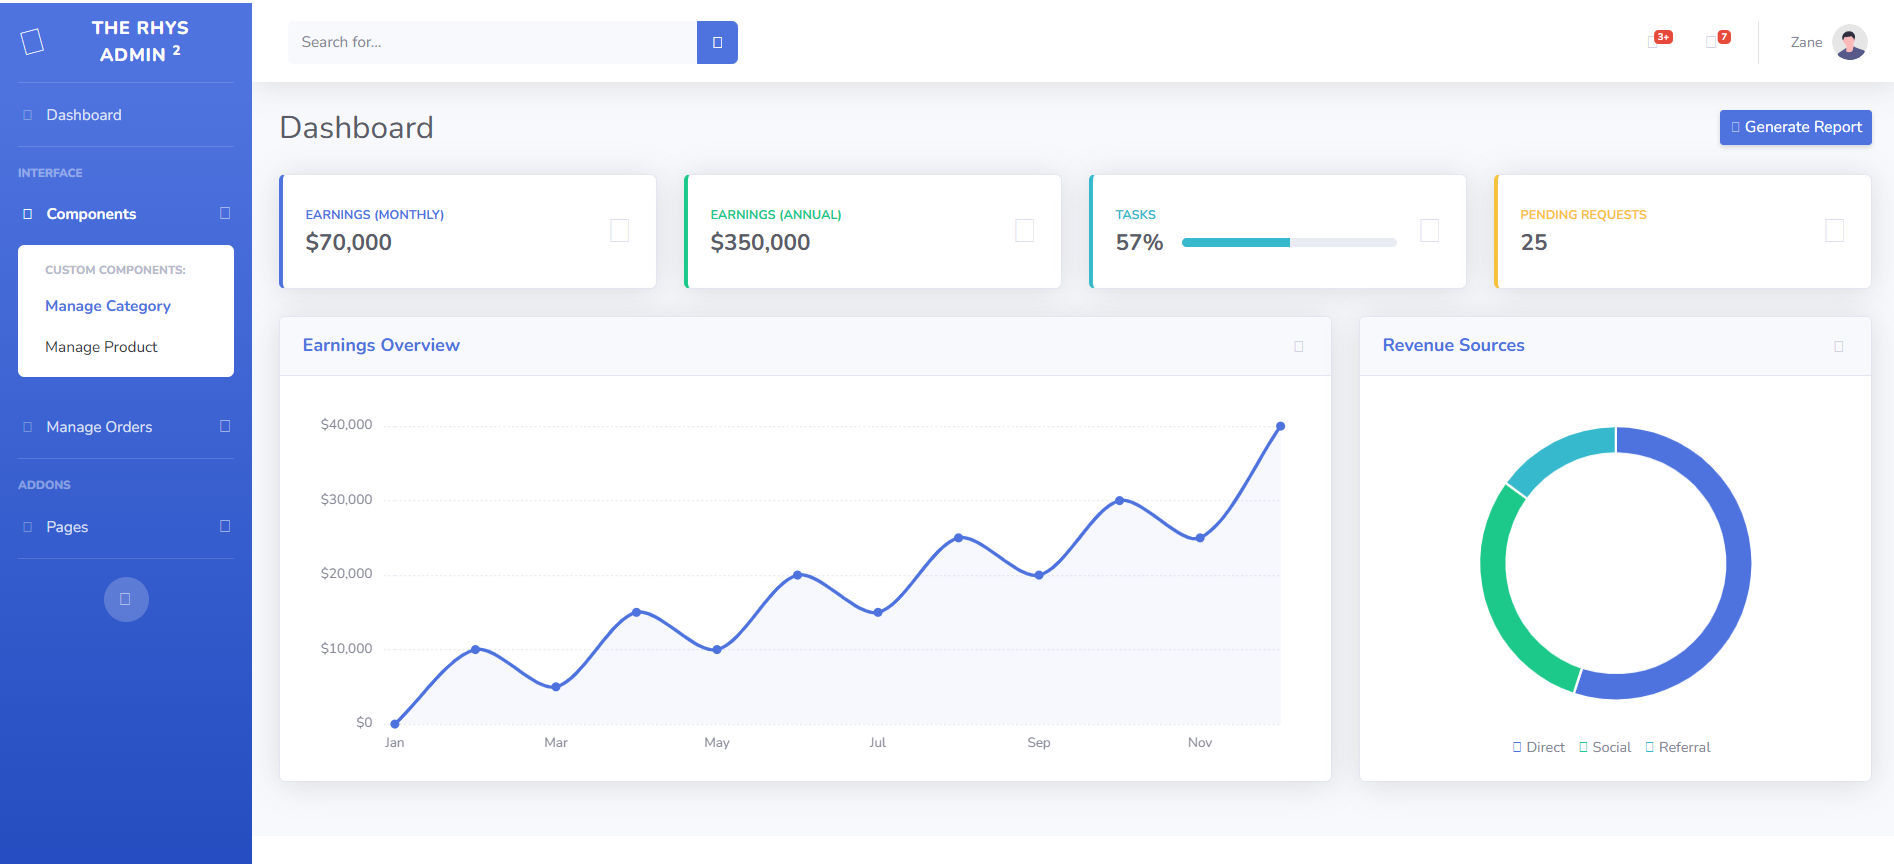 THE RHYS
ADMIN 2
Search for...
3+
7
Zane
Dashboard
INTERFACE
Components
CUSTOM COMPONENTS:
Manage Category
Manage Product
Manage Orders
ADDONS
Pages
Dashboard
Generate Report
EARNINGS (MONTHLY)
$70,000
EARNINGS (ANNUAL)
$350,000
TASKS
57%
PENDING REQUESTS
25
Earnings Overview
$40,000
$30,000
$20,000
$10,000
$0
Jan Mar May Jul Sep Nov
Revenue Sources
Direct Social Referral